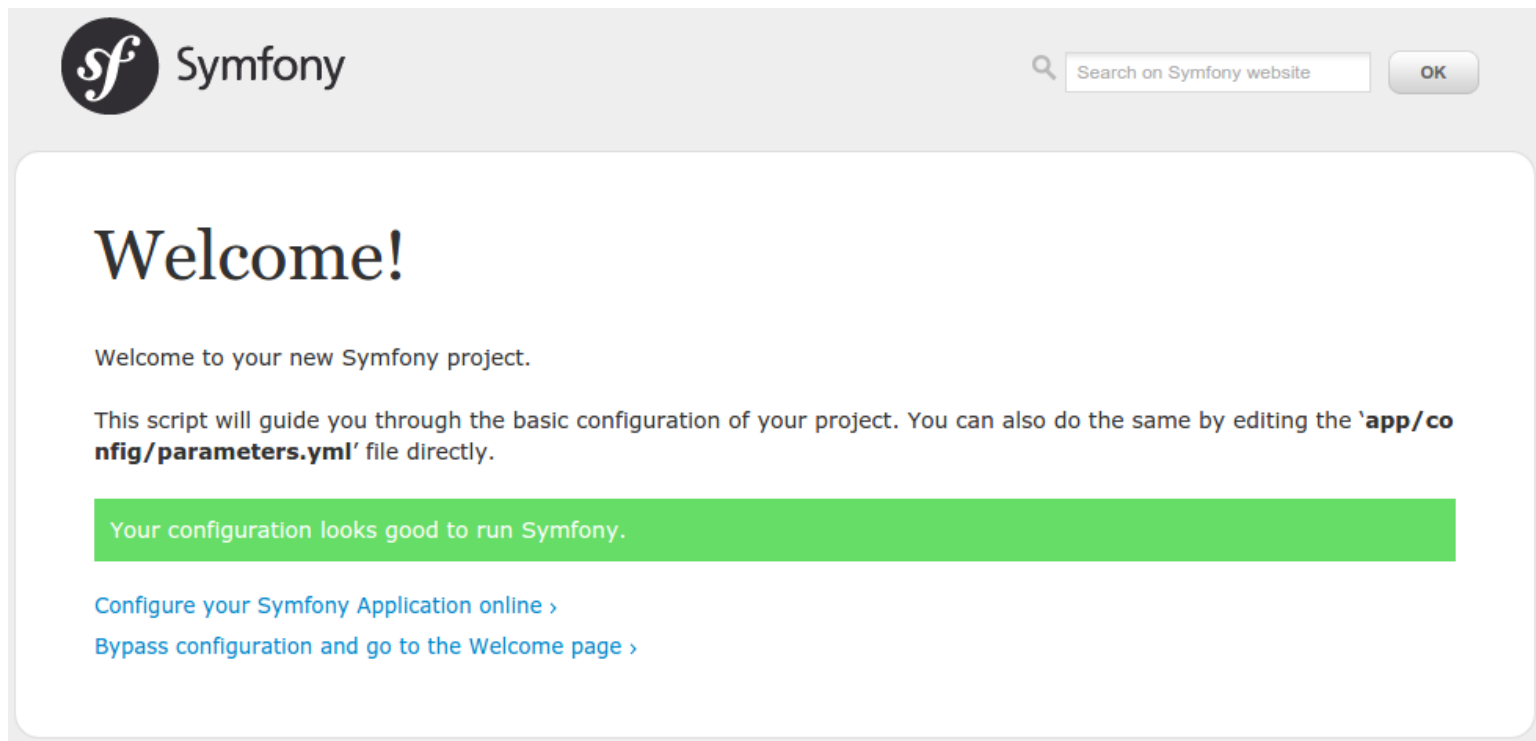 sf Symfony
Search on Symfony website
OK
Welcome!
Welcome to your new Symfony project.
This script will guide you through the basic configuration of your project. You can also do the same by editing the ‘app/co
nfig/parameters.yml’ file directly.
Your configuration looks good to run Symfony.
Configure your Symfony Application online ›
Bypass configuration and go to the Welcome page ›